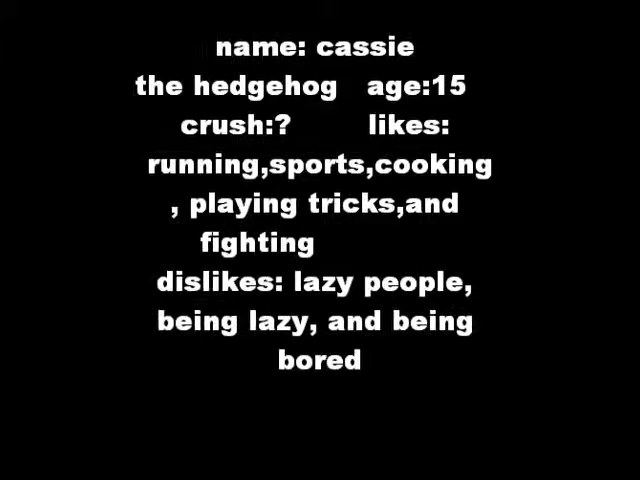 name: cassie
the hedgehog age:15
crush:? likes:
running,sports,cooking
, playing tricks,and
fighting
dislikes: lazy people,
being lazy, and being
bored